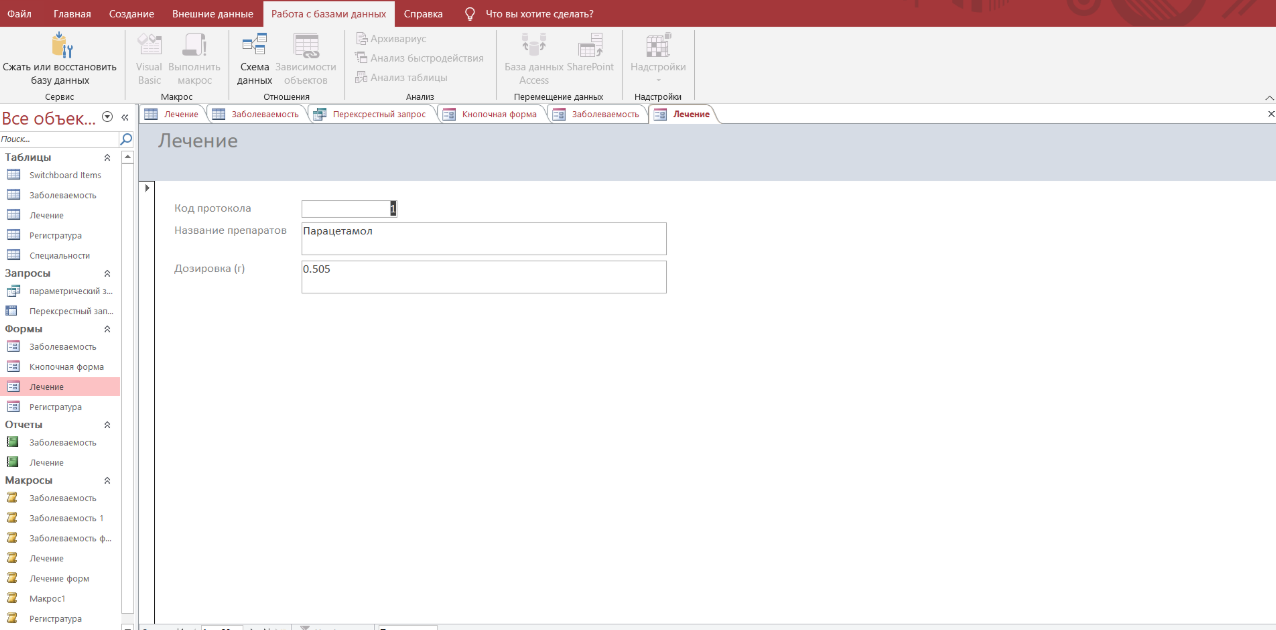 Файл Главная Создание Внешние данные Работа с базами данных Справка Что вы хотите сделать?
Сжать или восстановить базу данных
Visual Basic
Выполнить макрос
Схема данных
Зависимости объектов
Архивариус
Анализ быстродействия
Анализ таблицы
База данных Access
SharePoint
Надстройки
Сервис Макрос Отношения Анализ Перемещение данных Надстройки
Все объек...
Поиск...
Таблицы
Switchboard Items
Заболеваемость
Лечение
Регистратура
Специальности
Запросы
параметрический з...
Перексрестный зап...
Формы
Заболеваемость
Кнопочная форма
Лечение
Регистратура
Отчеты
Заболеваемость
Лечение
Макросы
Заболеваемость
Заболеваемость 1
Заболеваемость ф...
Лечение
Лечение форм
Макрос1
Регистратура
Лечение Заболеваемость Перексрестный запрос Кнопочная форма Заболеваемость Лечение
Лечение
Код протокола 1
Название препаратов Парацетамол
Дозировка (г) 0.505